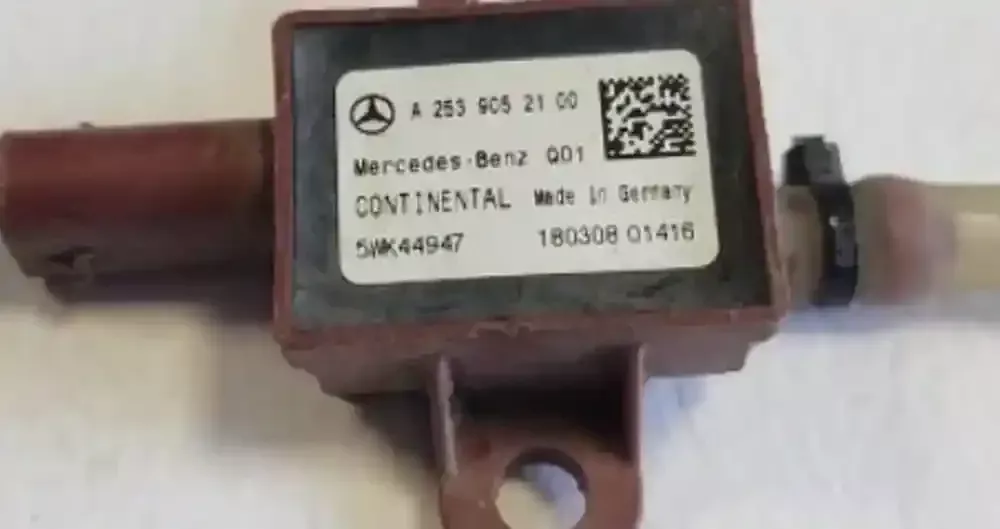 A 253 905 21 00
Mercedes-Benz Q01
CONTINENTAL Made In Germany
5WK44947 180308 01416